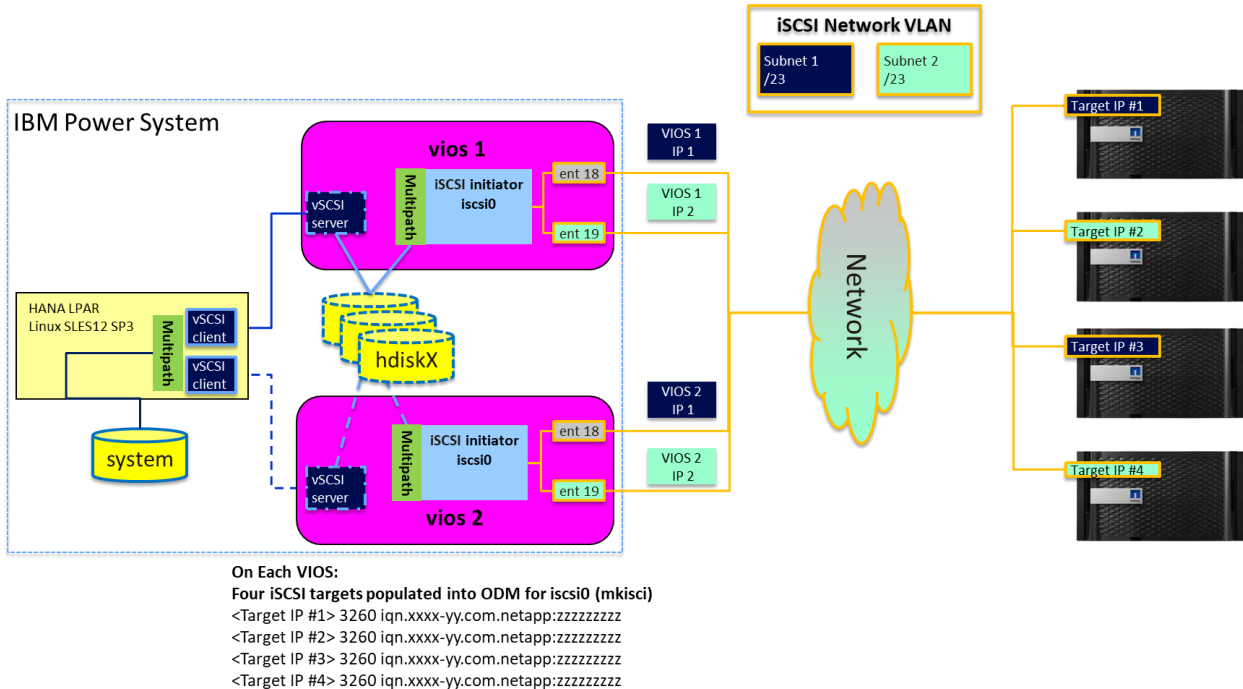 iSCSI Network VLAN
Subnet 1
/23
Subnet 2
/23
IBM Power System
vios 1
vSCSI
server
Multipath
iSCSI initiator
iscsi0
ent 18
ent 19
VIOS 1
IP 1
VIOS 1
IP 2
HANA LPAR
Linux SLES12 SP3
Multipath
vSCSI
client
vSCSI
client
system
hdiskX
vSCSI
server
Multipath
iSCSI initiator
iscsi0
ent 18
ent 19
vios 2
VIOS 2
IP 1
VIOS 2
IP 2
Network
Target IP #1
Target IP #2
Target IP #3
Target IP #4
On Each VIOS:
Four iSCSI targets populated into ODM for iscsi0 (mkisci)
<Target IP #1> 3260 iqn.xxxx-yy.com.netapp:zzzzzzzzz
<Target IP #2> 3260 iqn.xxxx-yy.com.netapp:zzzzzzzzz
<Target IP #3> 3260 iqn.xxxx-yy.com.netapp:zzzzzzzzz
<Target IP #4> 3260 iqn.xxxx-yy.com.netapp:zzzzzzzzz